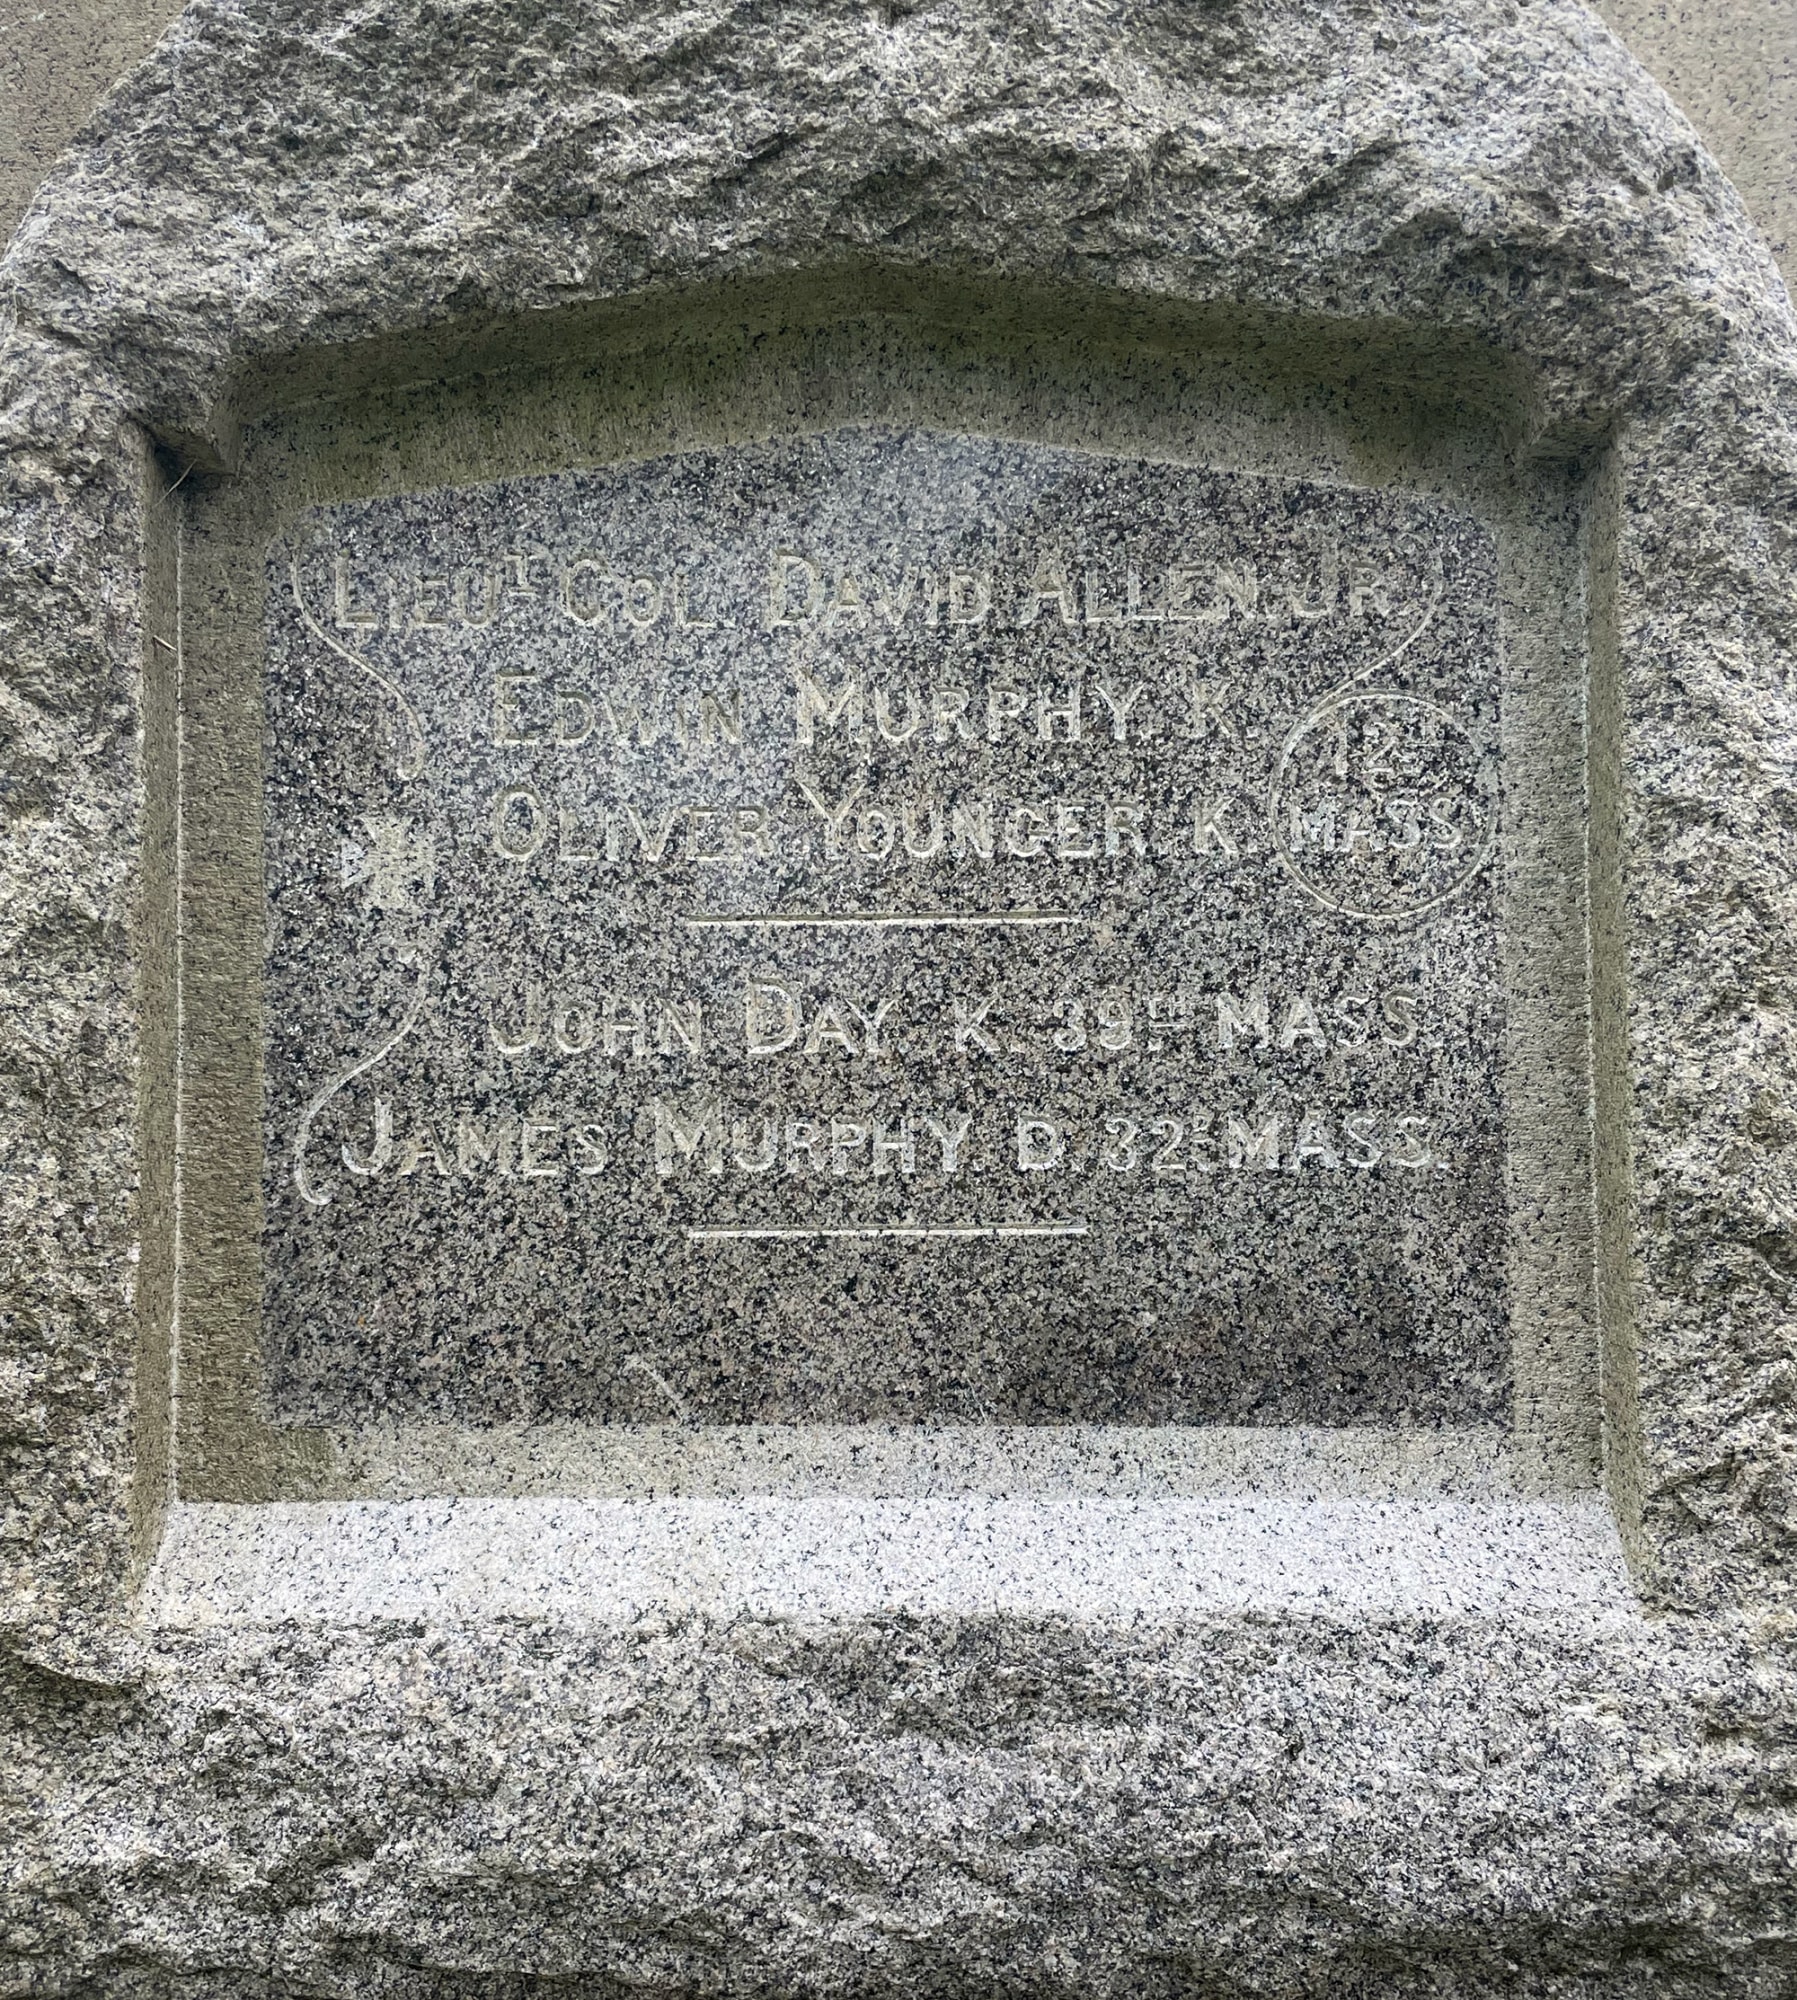 LIEUT COL. DAVID ALLEN. JR.
EDWIN MURPHY. K.
12TH
OLIVER YOUNGER. K.
MASS
JOHN DAY. K. 39TH MASS.
JAMES MURPHY. D. 32D MASS.